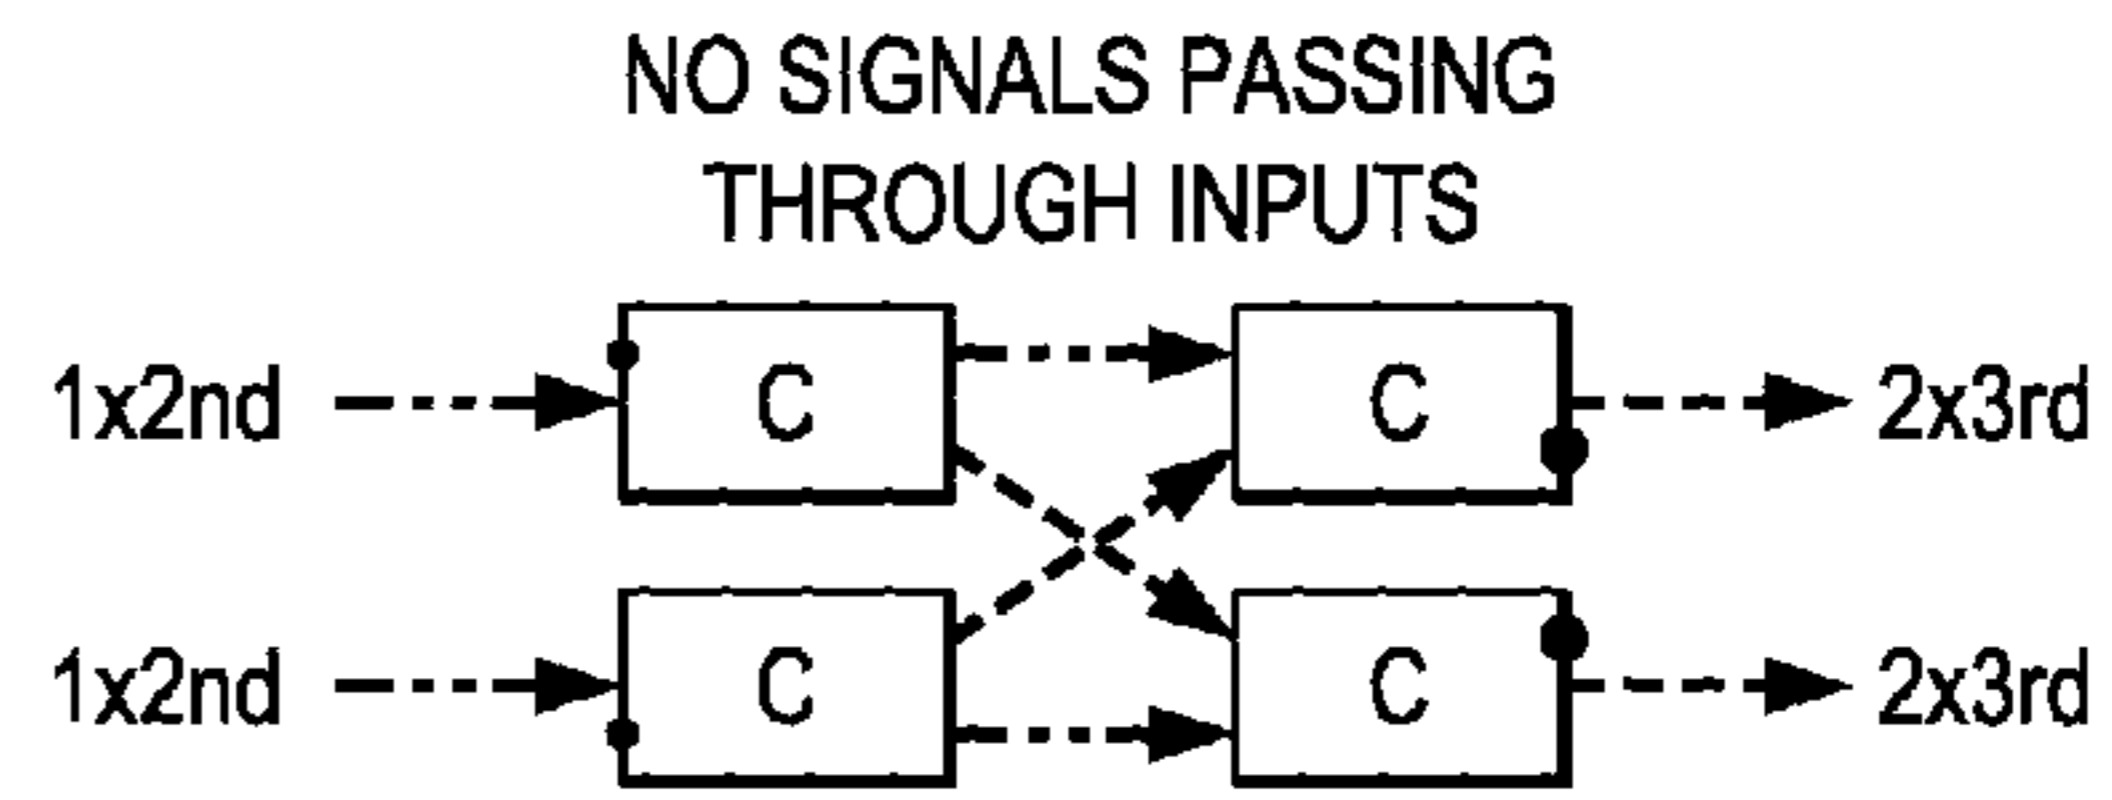 NO SIGNALS PASSING
THROUGH INPUTS
1x2nd C C 2x3rd
1x2nd C C 2x3rd